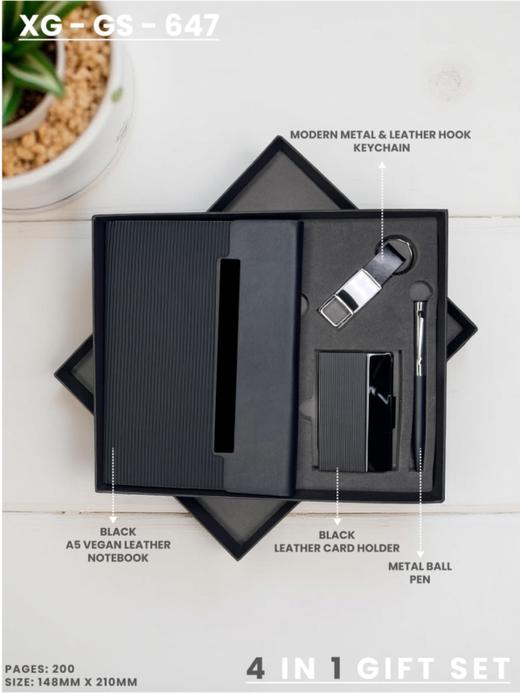 XG - GS - 647
MODERN METAL & LEATHER HOOK
KEYCHAIN
BLACK
A5 VEGAN LEATHER
NOTEBOOK
BLACK
LEATHER CARD HOLDER
METAL BALL
PEN
PAGES: 200
SIZE: 148MM X 210MM
4 IN 1 GIFT SET